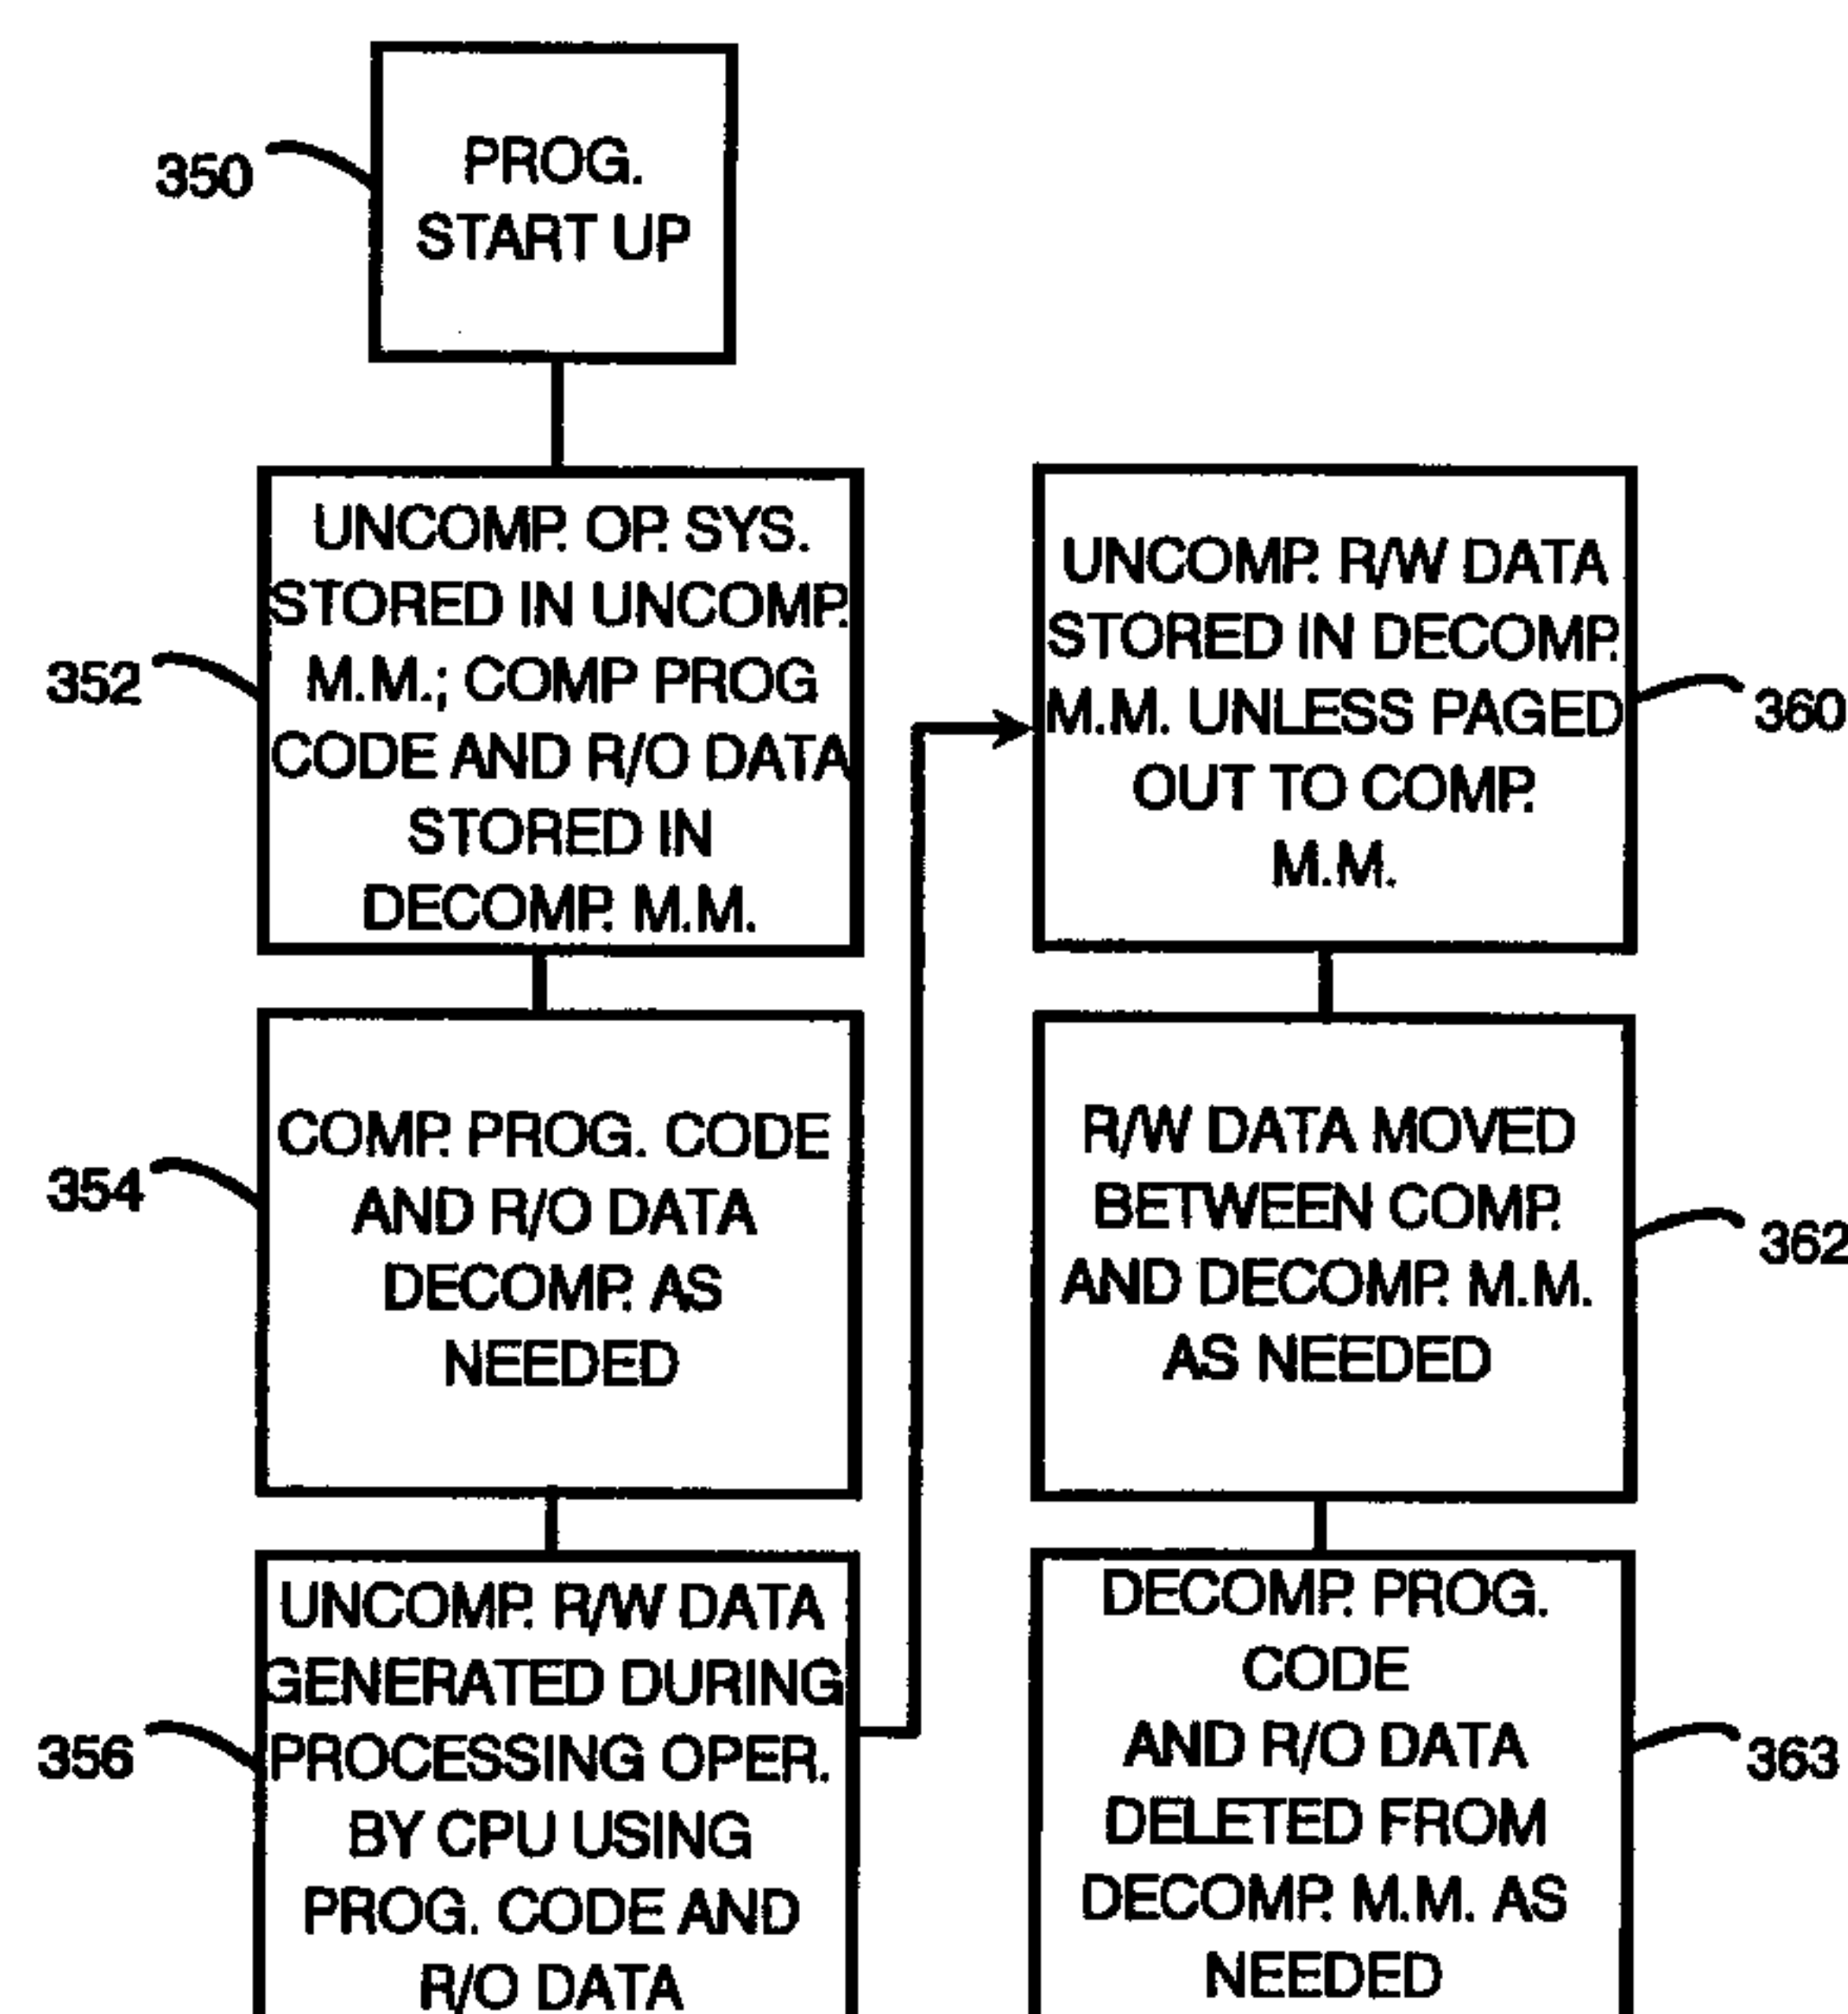 350
PROG.
START UP
352
UNCOMP. OP. SYS.
STORED IN UNCOMP.
M.M.; COMP PROG
CODE AND R/O DATA
STORED IN
DECOMP. M.M.
354
COMP. PROG. CODE
AND R/O DATA
DECOMP. AS
NEEDED
356
UNCOMP. R/W DATA
GENERATED DURING
PROCESSING OPER.
BY CPU USING
PROG. CODE AND
R/O DATA
UNCOMP. R/W DATA
STORED IN DECOMP.
M.M. UNLESS PAGED
OUT TO COMP.
M.M.
360
R/W DATA MOVED
BETWEEN COMP.
AND DECOMP. M.M.
AS NEEDED
362
DECOMP. PROG.
CODE
AND R/O DATA
DELETED FROM
DECOMP. M.M. AS
NEEDED
363